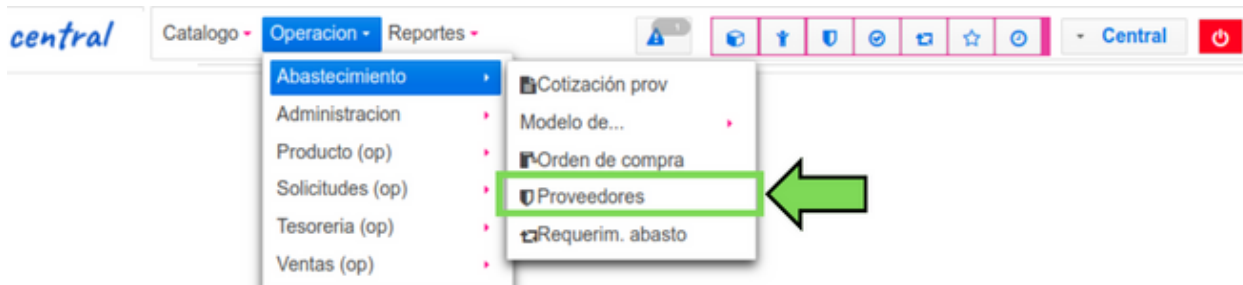 central Catalogo Operacion Reportes 1 Central
Abastecimiento
Administracion
Producto (op)
Solicitudes (op)
Tesoreria (op)
Ventas (op)
Cotización prov
Modelo de...
Orden de compra
Proveedores
Requerim. abasto